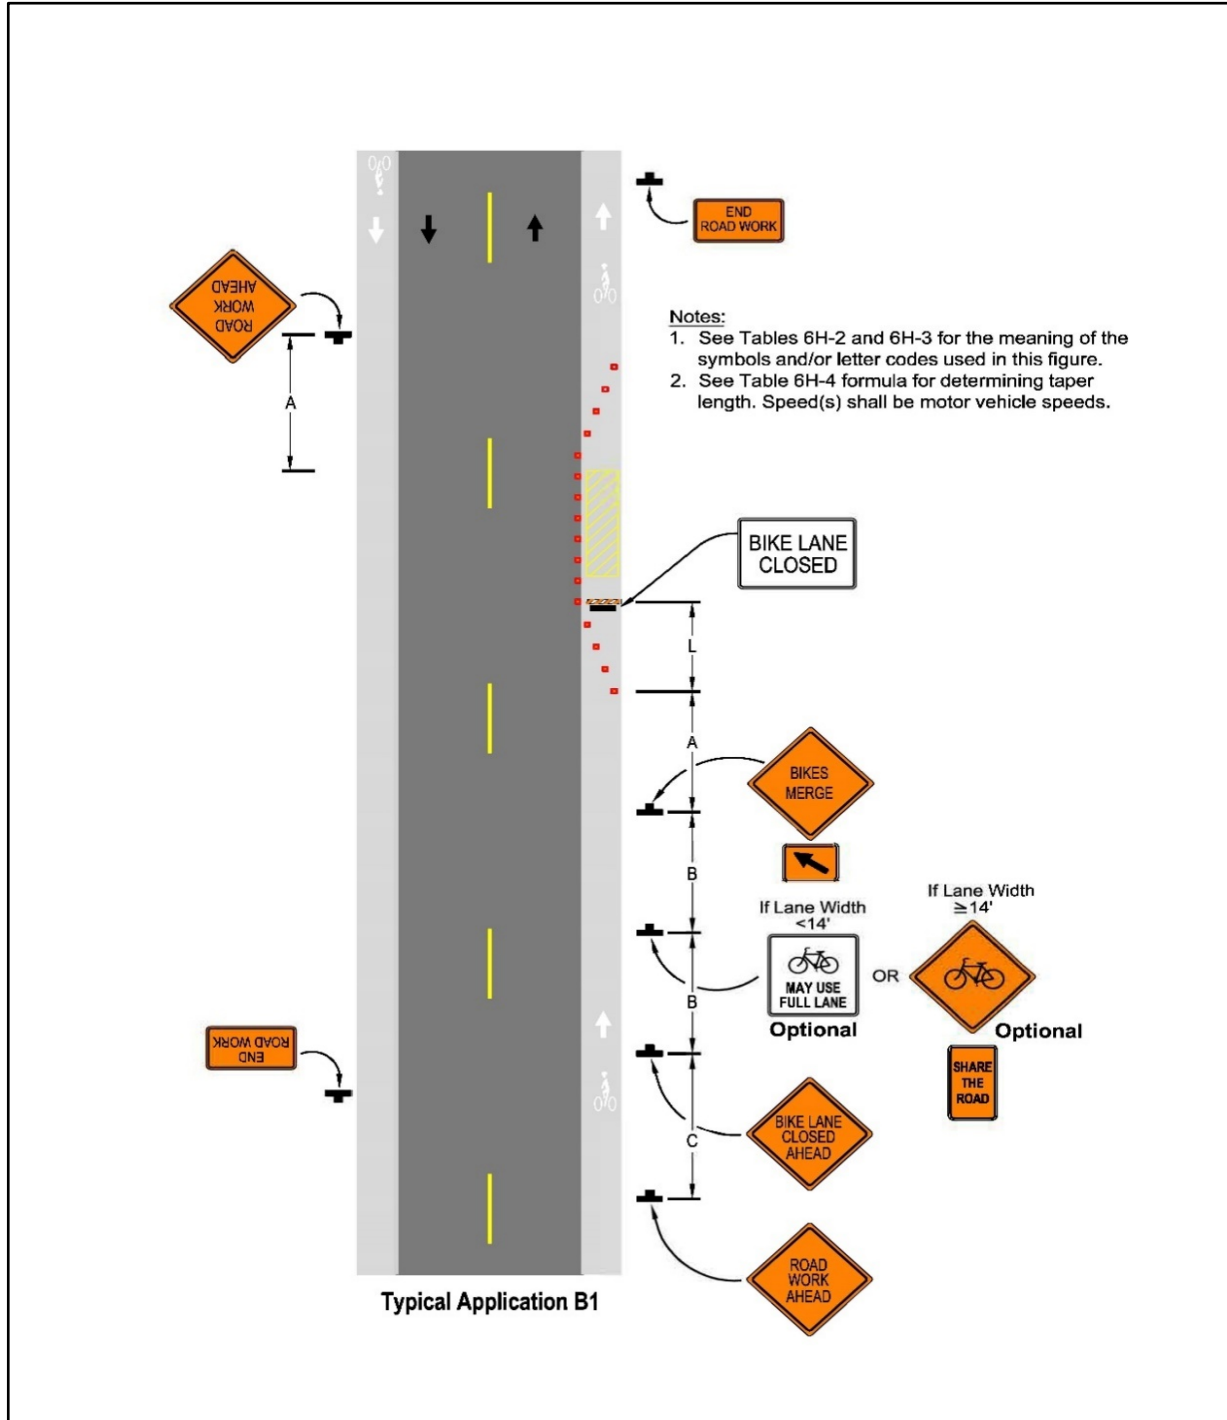 END
ROAD WORK
ROAD
WORK
AHEAD
Notes:
1. See Tables 6H-2 and 6H-3 for the meaning of the
symbols and/or letter codes used in this figure.
2. See Table 6H-4 formula for determining taper
length. Speed(s) shall be motor vehicle speeds.
A
BIKE LANE
CLOSED
L
A
BIKES
MERGE
B
If Lane Width
<14'
If Lane Width
≧14'
MAY USE
FULL LANE
OR
Optional
Optional
B
END
ROAD WORK
SHARE
THE
ROAD
BIKE LANE
CLOSED
AHEAD
C
ROAD
WORK
AHEAD
Typical Application B1